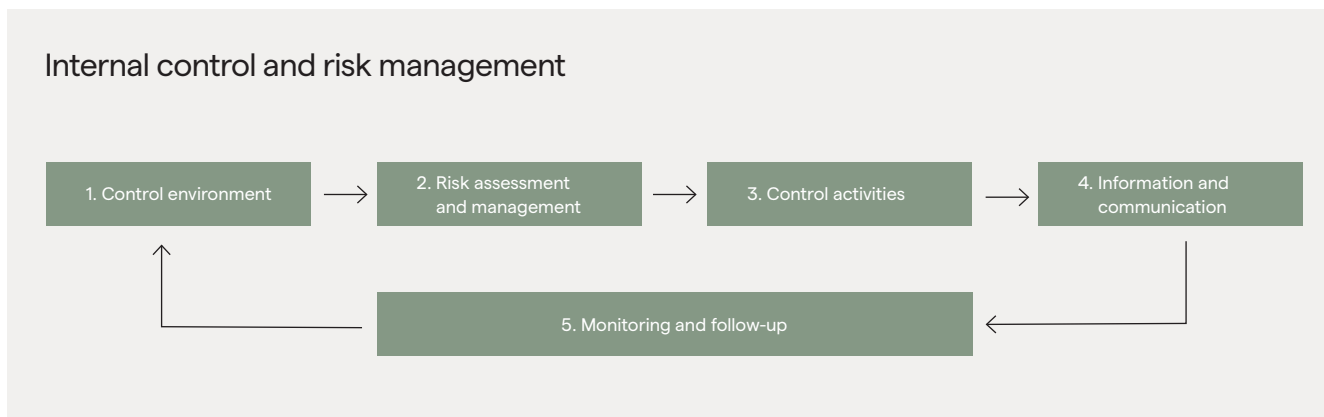 Internal control and risk management
1. Control environment
2. Risk assessment
and management
3. Control activities
4. Information and
communication
5. Monitoring and follow-up